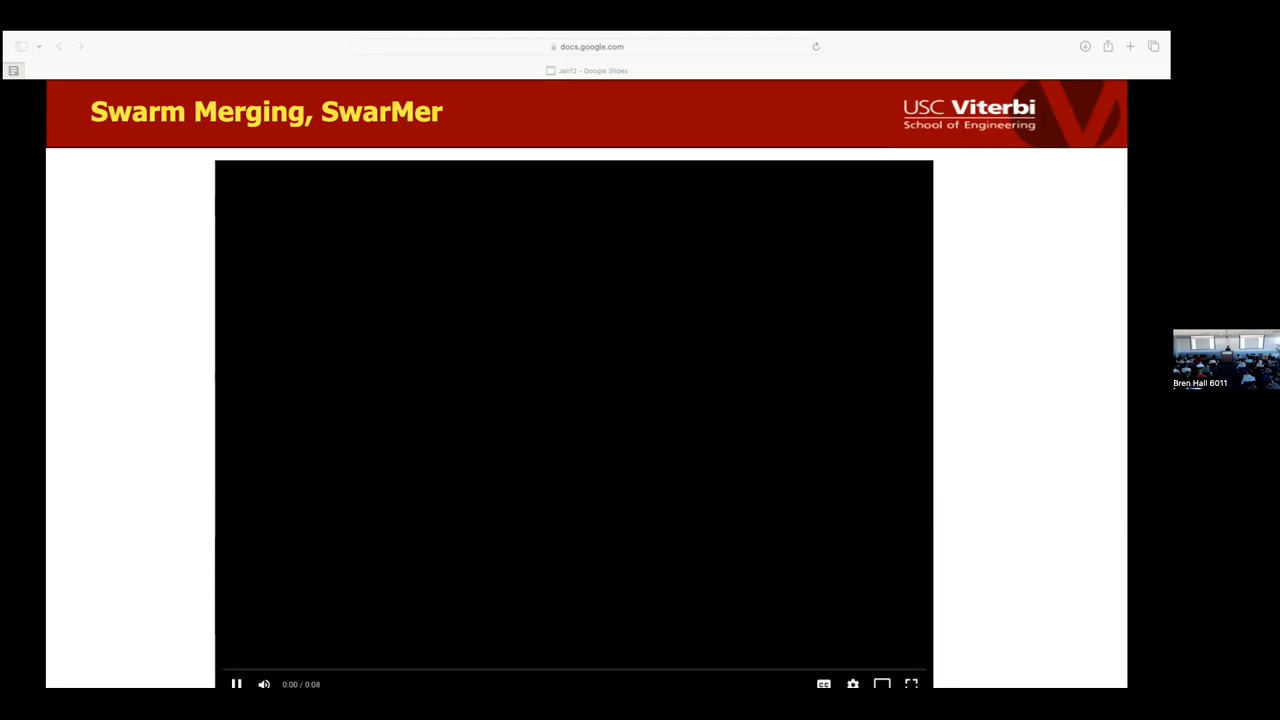 docs.google.com
Jan12 - Google Slides
Swarm Merging, SwarMer
USC Viterbi
School of Engineering
Bren Hall 6011
0:00 / 0:08
CC